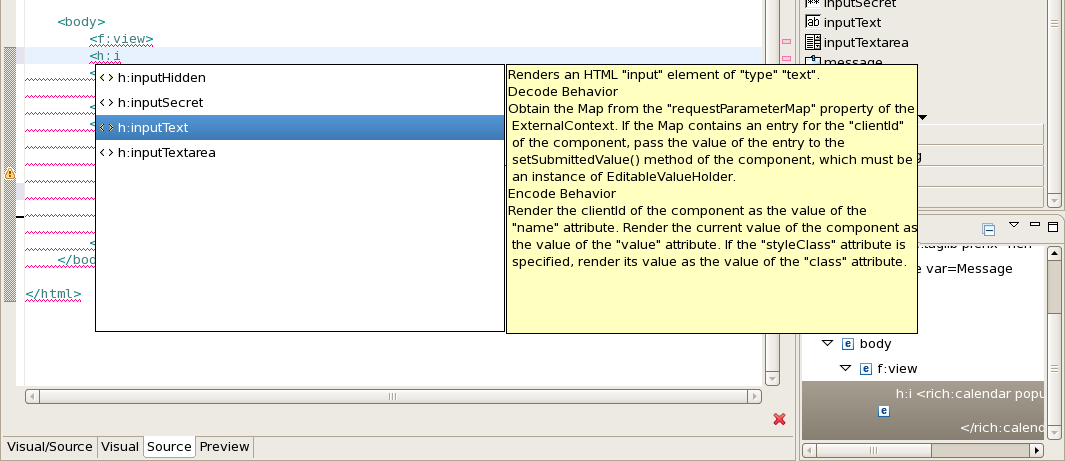 <body>
<f:view>
<h:i
h:inputHidden
h:inputSecret
h:inputText
h:inputTextarea
Renders an HTML "input" element of "type" "text".
Decode Behavior
Obtain the Map from the "requestParameterMap" property of the
ExternalContext. If the Map contains an entry for the "clientId"
of the component, pass the value of the entry to the
setSubmittedValue() method of the component, which must be
an instance of EditableValueHolder.
Encode Behavior
Render the clientId of the component as the value of the
"name" attribute. Render the current value of the component as
the value of the "value" attribute. If the "styleClass" attribute is
specified, render its value as the value of the "class" attribute.
</bod
</html>
Visual/Source
Visual
Source
Preview
inputSecret
inputText
inputTextarea
message
var=Message
body
f:view
h:i <rich:calendar popu
</rich:calend